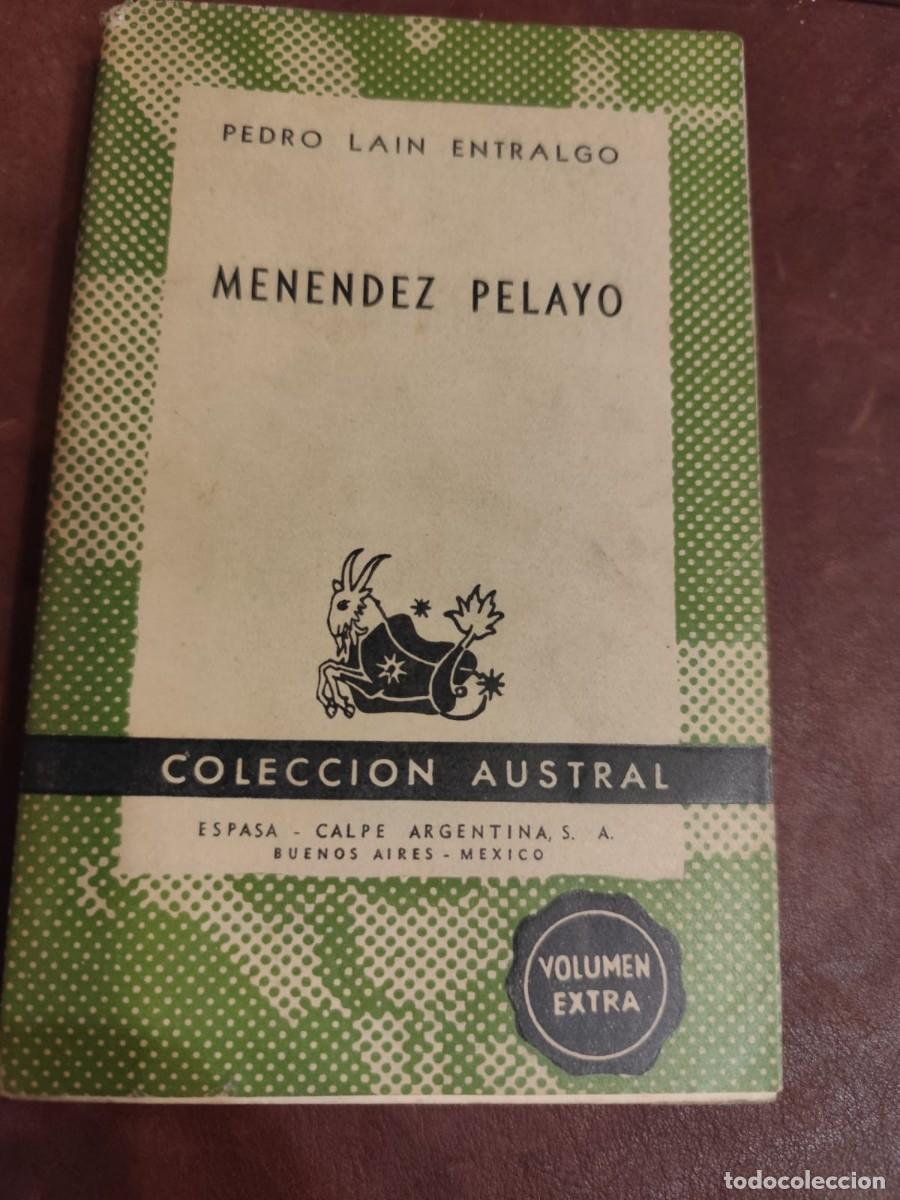 PEDRO LAIN ENTRALGO
MENENDEZ PELAYO
COLECCION AUSTRAL
ESPASA - CALPE ARGENTINA, S. A.
BUENOS AIRES - MEXICO
VOLUMEN
EXTRA
todocoleccion